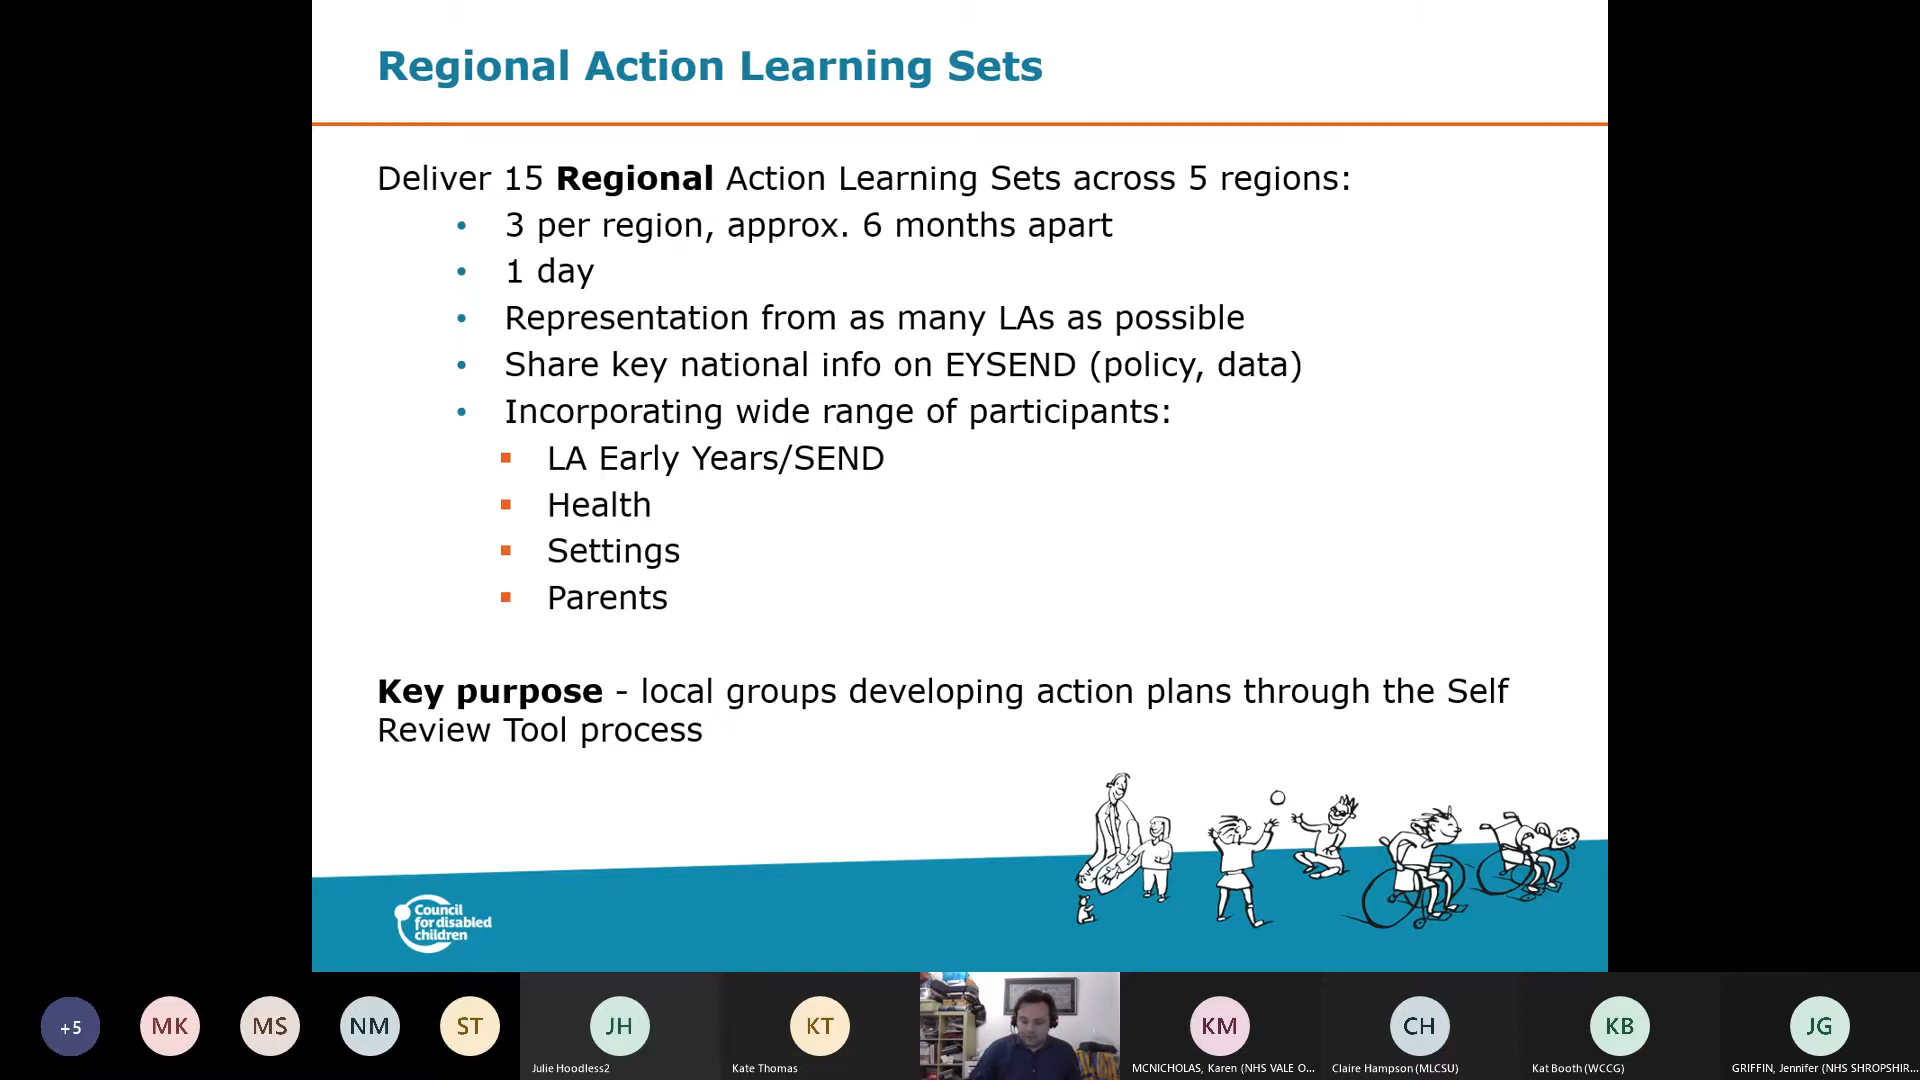 Regional Action Learning Sets
Deliver 15 Regional Action Learning Sets across 5 regions:
• 3 per region, approx. 6 months apart
• 1 day
• Representation from as many LAs as possible
• Share key national info on EYSEND (policy, data)
• Incorporating wide range of participants:
▪ LA Early Years/SEND
▪ Health
▪ Settings
▪ Parents
Key purpose - local groups developing action plans through the Self
Review Tool process
Council
for disabled
children
+5 MK MS NM ST JH KT KM CH KB JG
Julie Hoodless2 Kate Thomas MCNICHOLAS, Karen (NHS VALE O... Claire Hampson (MLCSU) Kat Booth (WCCG) GRIFFIN, Jennifer (NHS SHROPSHIR...